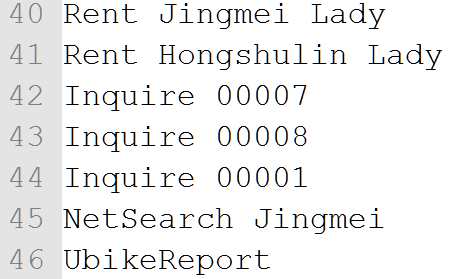 40 Rent Jingmei Lady
41 Rent Hongshulin Lady
42 Inquire 00007
43 Inquire 00008
44 Inquire 00001
45 NetSearch Jingmei
46 UbikeReport